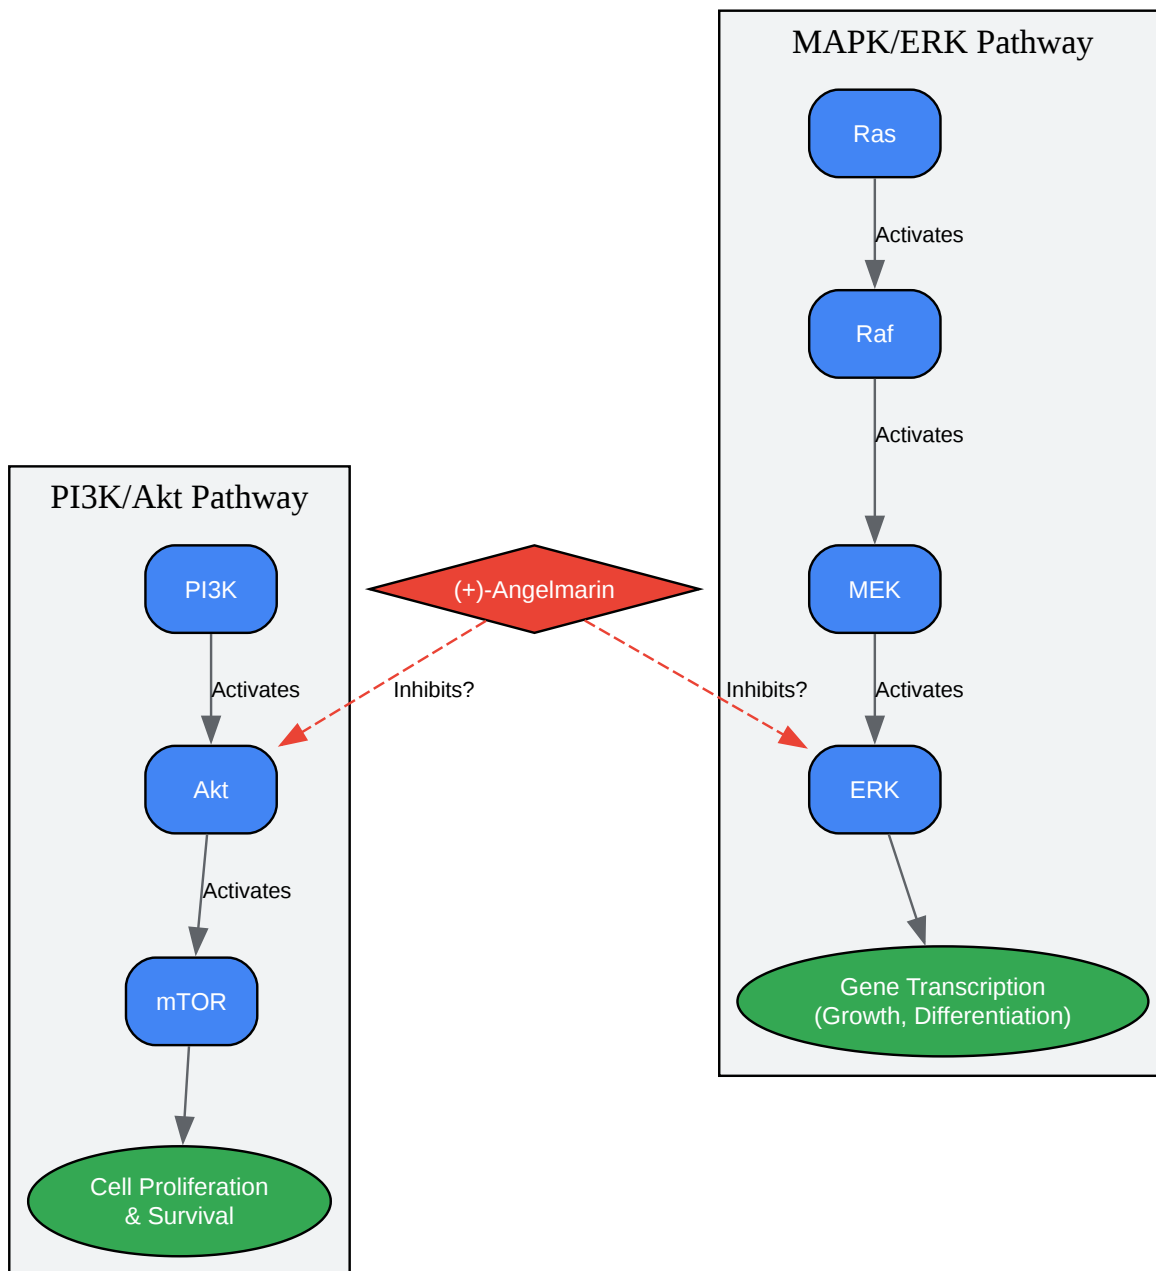 MAPK/ERK Pathway
Ras
Activates
Raf
Activates
PI3K/Akt Pathway
PI3K
(+)-Angelmarin
MEK
Activates
Inhibits?
Inhibits?
Activates
Akt
ERK
Activates
mTOR
Gene Transcription
(Growth, Differentiation)
Cell Proliferation
& Survival